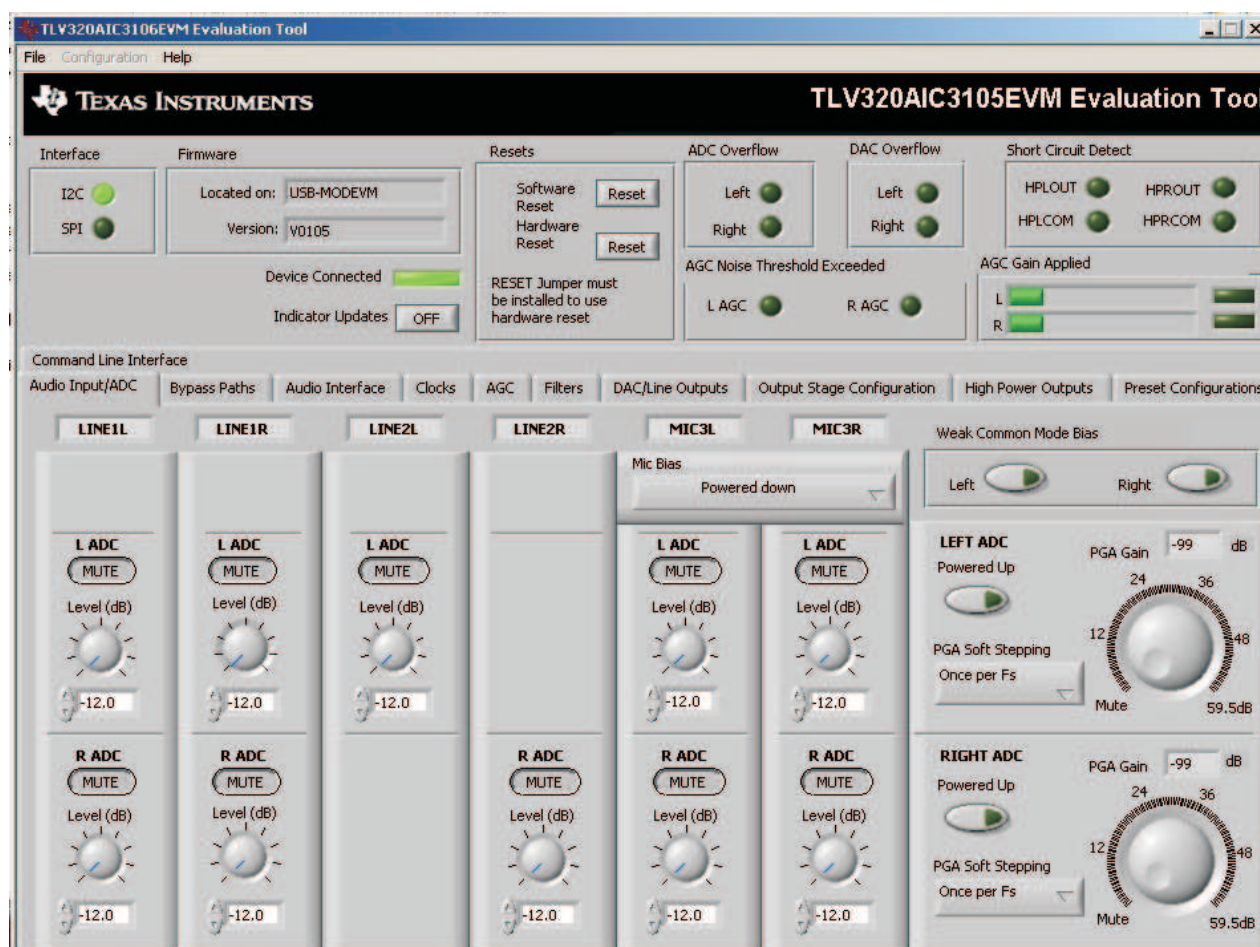 TLV320AIC3106EVM Evaluation Tool
File Configuration Help
TEXAS INSTRUMENTS
TLV320AIC3105EVM Evaluation Tool
Interface
I2C
SPI
Firmware
Located on: USB-MODEVM
Version: V0105
Device Connected
Indicator Updates OFF
Resets
Software Reset Reset
Hardware Reset Reset
RESET Jumper must
be installed to use
hardware reset
ADC Overflow
Left
Right
DAC Overflow
Left
Right
Short Circuit Detect
HPLOUT HPROUT
HPLCOM HPRCOM
AGC Noise Threshold Exceeded
L AGC R AGC
AGC Gain Applied
L
R
Command Line Interface
Audio Input/ADC Bypass Paths Audio Interface Clocks AGC Filters DAC/Line Outputs Output Stage Configuration High Power Outputs Preset Configurations
LINE1L LINE1R LINE2L LINE2R MIC3L MIC3R
Mic Bias
Powered down
Weak Common Mode Bias
Left Right
L ADC L ADC L ADC L ADC L ADC
MUTE MUTE MUTE MUTE MUTE
Level (dB) Level (dB) Level (dB) Level (dB) Level (dB)
-12.0 -12.0 -12.0 -12.0 -12.0
LEFT ADC
Powered Up
PGA Gain -99 dB
24 36
12 48
Mute 59.5dB
PGA Soft Stepping
Once per Fs
R ADC R ADC R ADC R ADC R ADC
MUTE MUTE MUTE MUTE MUTE
Level (dB) Level (dB) Level (dB) Level (dB) Level (dB)
-12.0 -12.0 -12.0 -12.0 -12.0
RIGHT ADC
Powered Up
PGA Gain -99 dB
24 36
12 48
Mute 59.5dB
PGA Soft Stepping
Once per Fs